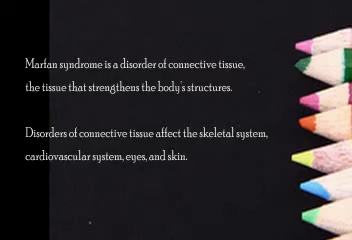 Marfan syndrome is a disorder of connective tissue,
the tissue that strengthens the body's structures.
Disorders of connective tissue affect the skeletal system,
cardiovascular system, eyes, and skin.